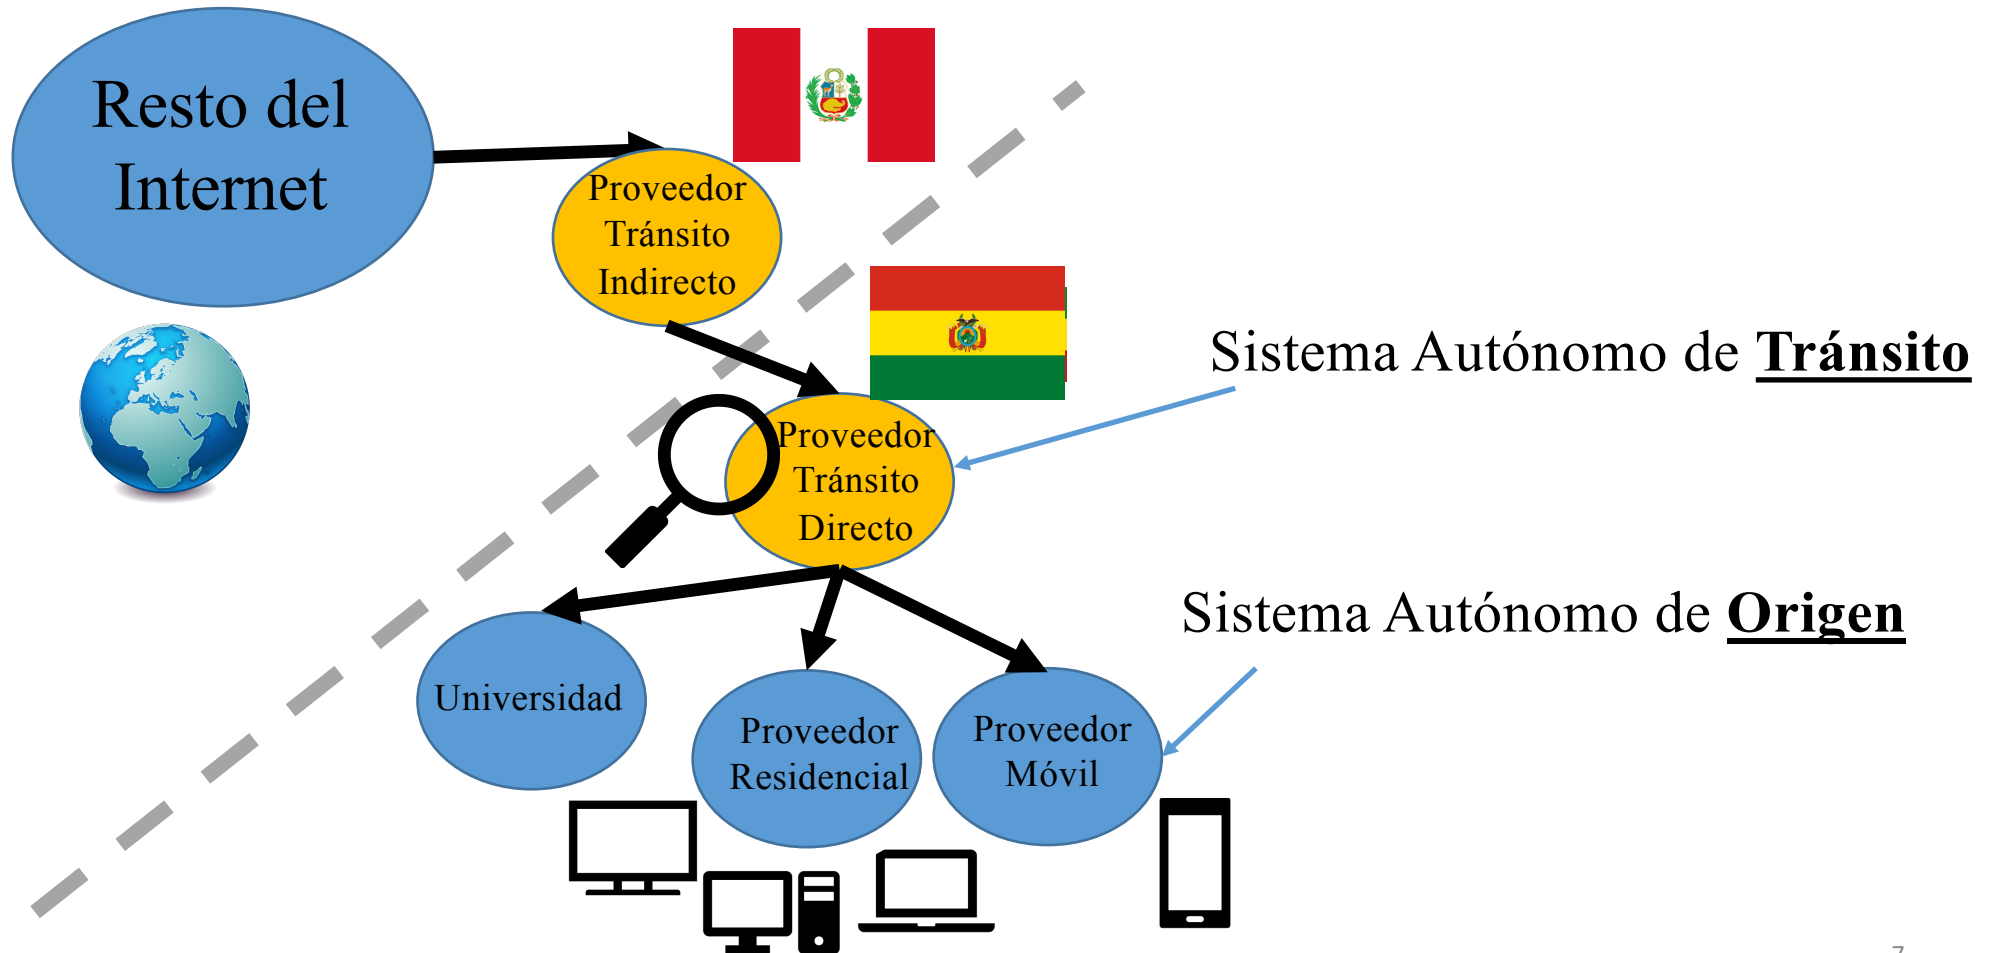 Resto del
Internet
Proveedor
Tránsito
Indirecto
Sistema Autónomo de Tránsito
Proveedor
Tránsito
Directo
Sistema Autónomo de Origen
Universidad
Proveedor
Residencial
Proveedor
Móvil
7